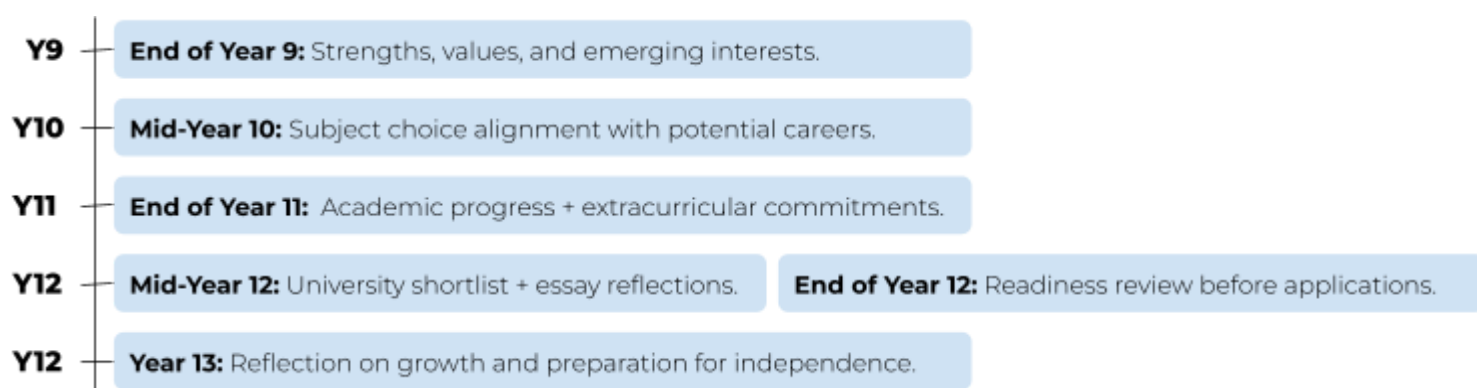 Y9 End of Year 9: Strengths, values, and emerging interests.
Y10 Mid-Year 10: Subject choice alignment with potential careers.
Y11 End of Year 11: Academic progress + extracurricular commitments.
Y12 Mid-Year 12: University shortlist + essay reflections. End of Year 12: Readiness review before applications.
Y12 Year 13: Reflection on growth and preparation for independence.